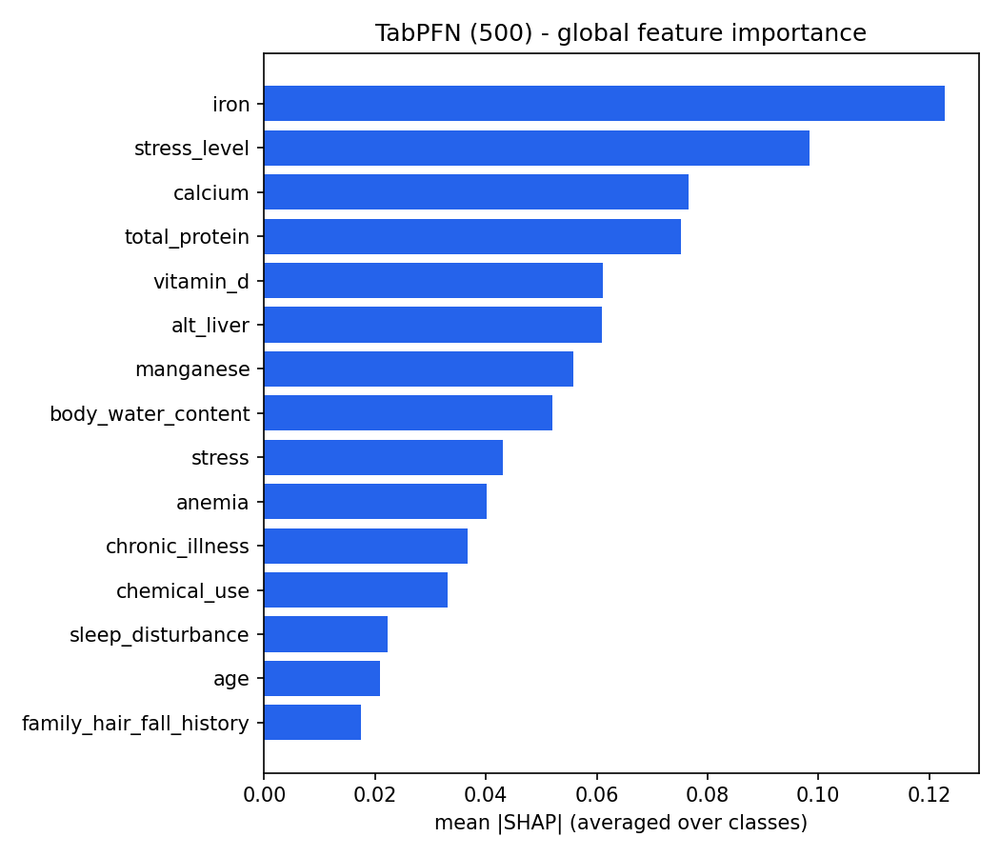 TabPFN (500) - global feature importance
iron
stress_level
calcium
total_protein
vitamin_d
alt_liver
manganese
body_water_content
stress
anemia
chronic_illness
chemical_use
sleep_disturbance
age
family_hair_fall_history
0.00 0.02 0.04 0.06 0.08 0.10 0.12
mean |SHAP| (averaged over classes)